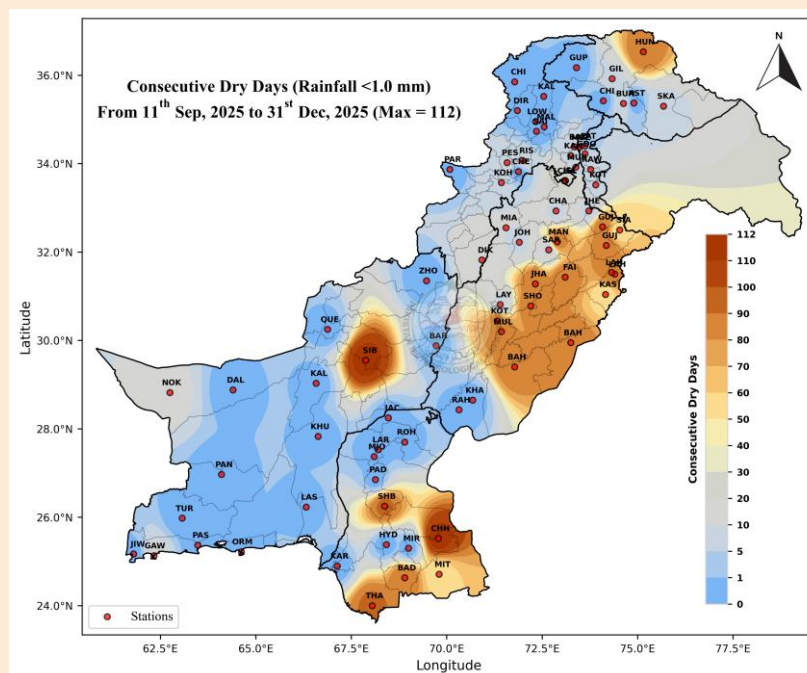 Consecutive Dry Days (Rainfall <1.0 mm)
From 11th Sep, 2025 to 31st Dec, 2025 (Max = 112)
N
36.0°N
34.0°N
32.0°N
30.0°N
28.0°N
26.0°N
24.0°N
Latitude
62.5°E
65.0°E
67.5°E
70.0°E
72.5°E
75.0°E
77.5°E
Longitude
HUN
GUP
CHI
GIL
KAL
CHI
BUN
AST
SKA
DIR
LOW
MAL
PES
RIS
CHE
PAR
KOH
MUR
RAW
KOT
CHA
JHE
MIA
GUJ
SIA
JOH
MAN
GUJ
SAR
DIK
ZHO
JHA
FAI
LAH
KAS
LAY
SHO
KOT
MUL
QUE
BAR
BAH
SIB
BAH
NOK
DAL
KAL
KHA
RAH
JAC
KHU
LAR
ROH
MJO
PAN
PAD
LAS
SHB
TUR
CHH
PAS
ORM
HYD
MIR
JIW
GAW
KAR
BAD
MIT
THA
Stations
Consecutive Dry Days
112
110
100
90
80
70
60
50
40
30
20
10
5
1
0